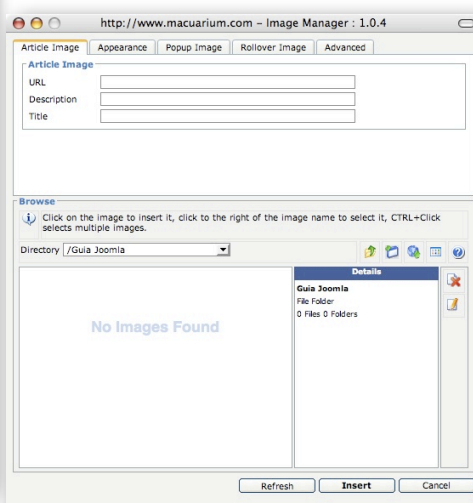 http://www.macuarium.com - Image Manager : 1.0.4
Article Image
Appearance
Popup Image
Rollover Image
Advanced
Article Image
URL
Description
Title
Browse
Click on the image to insert it, click to the right of the image name to select it, CTRL+Click
selects multiple images.
Directory /Guia Joomla
Details
Guia Joomla
File Folder
0 Files 0 Folders
No Images Found
Refresh
Insert
Cancel